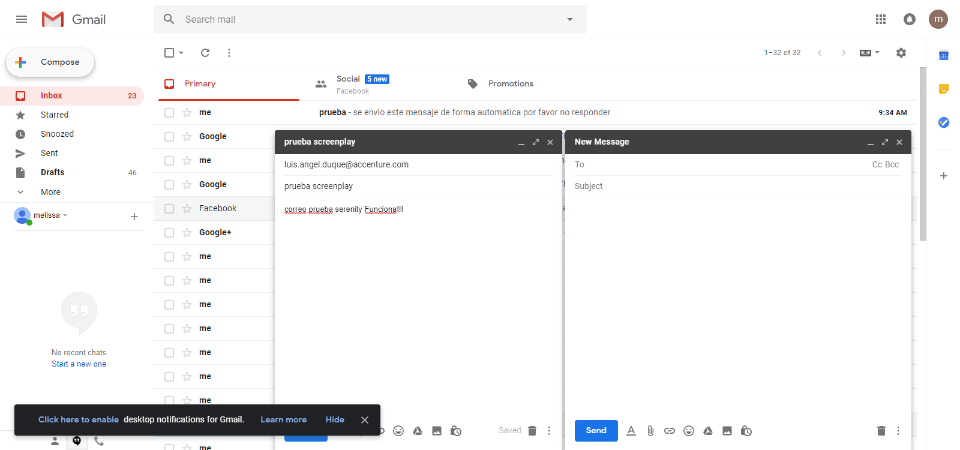 Gmail
Search mail
m
Compose
1–32 of 32
31
Primary
Social 5 new
Facebook
Promotions
Inbox 23
Starred
Snoozed
Sent
Drafts 46
More
melissa
No recent chats
Start a new one
me prueba - se envio este mensaje de forma automatica por favor no responder 9:34 AM
Google
me
Google
Facebook
Google+
me
me
me
me
me
me
me
me
prueba screenplay
luis.angel.duque@accenture.com
prueba screenplay
correo prueba serenity Funciona!!!
Saved
New Message
To Cc Bcc
Subject
Send
Click here to enable desktop notifications for Gmail. Learn more Hide